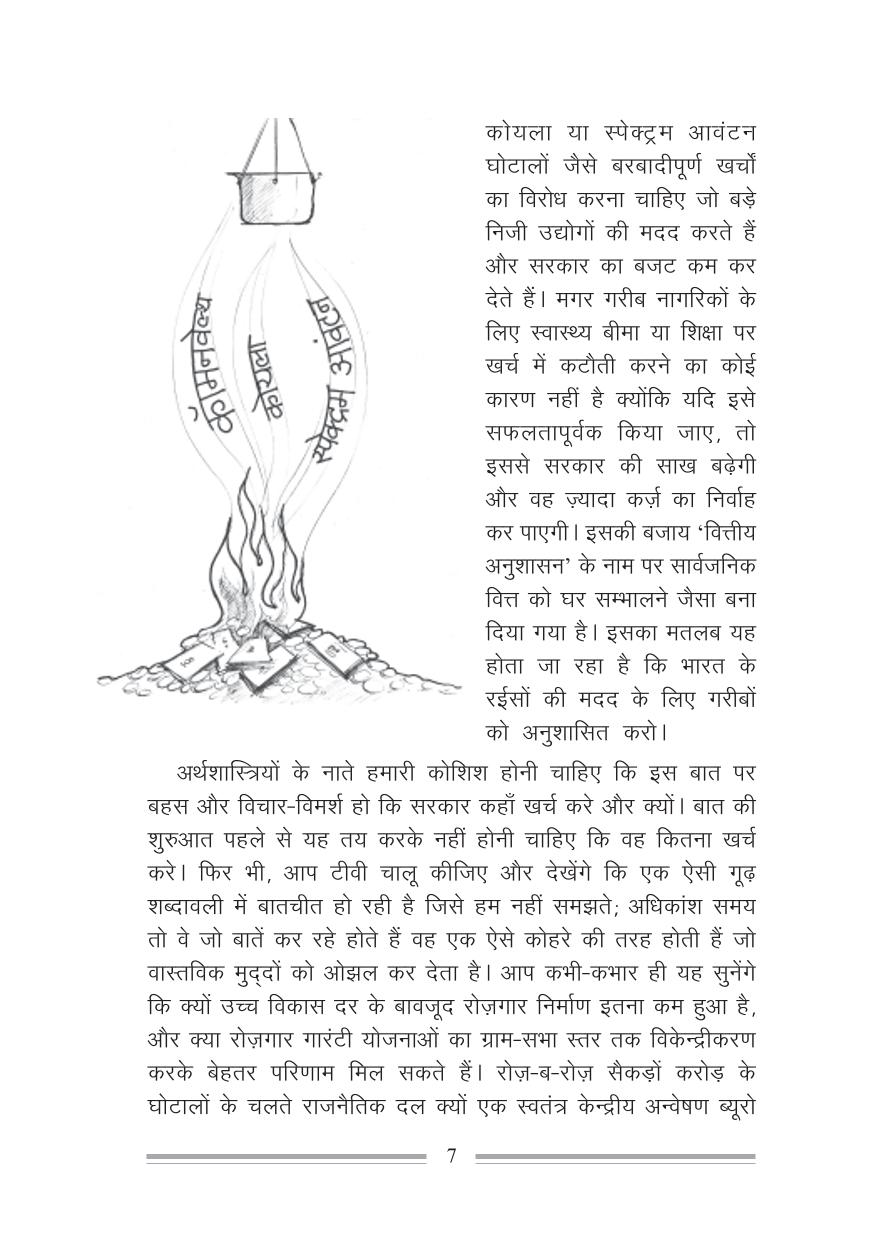 कॉमनवेल्थ
कोयला
स्पेक्ट्रम आवंटन
कोयला या स्पेक्ट्रम आवंटन
घोटालों जैसे बरबादीपूर्ण खर्चों
का विरोध करना चाहिए जो बड़े
निजी उद्योगों की मदद करते हैं
और सरकार का बजट कम कर
देते हैं। मगर गरीब नागरिकों के
लिए स्वास्थ्य बीमा या शिक्षा पर
खर्च में कटौती करने का कोई
कारण नहीं है क्योंकि यदि इसे
सफलतापूर्वक किया जाए, तो
इससे सरकार की साख बढ़ेगी
और वह ज़्यादा कर्ज़ का निर्वाह
कर पाएगी। इसकी बजाय ‘वित्तीय
अनुशासन’ के नाम पर सार्वजनिक
वित्त को घर सम्भालने जैसा बना
दिया गया है। इसका मतलब यह
होता जा रहा है कि भारत के
रईसों की मदद के लिए गरीबों
को अनुशासित करो।
अर्थशास्त्रियों के नाते हमारी कोशिश होनी चाहिए कि इस बात पर
बहस और विचार-विमर्श हो कि सरकार कहाँ खर्च करे और क्यों। बात की
शुरुआत पहले से यह तय करके नहीं होनी चाहिए कि वह कितना खर्च
करे। फिर भी, आप टीवी चालू कीजिए और देखेंगे कि एक ऐसी गूढ़
शब्दावली में बातचीत हो रही है जिसे हम नहीं समझते; अधिकांश समय
तो वे जो बातें कर रहे होते हैं वह एक ऐसे कोहरे की तरह होती हैं जो
वास्तविक मुद्दों को ओझल कर देता है। आप कभी-कभार ही यह सुनेंगे
कि क्यों उच्च विकास दर के बावजूद रोज़गार निर्माण इतना कम हुआ है,
और क्या रोज़गार गारंटी योजनाओं का ग्राम-सभा स्तर तक विकेन्द्रीकरण
करके बेहतर परिणाम मिल सकते हैं। रोज़-ब-रोज़ सैकड़ों करोड़ के
घोटालों के चलते राजनैतिक दल क्यों एक स्वतंत्र केन्द्रीय अन्वेषण ब्यूरो
7